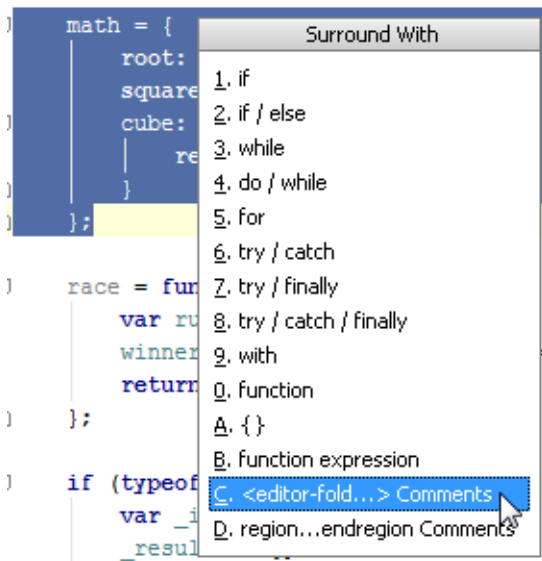 math = {
root:
square
cube:
re
}
};
race = fun
var ru
winner
return
};
if (typeof
var _i
_resul
Surround With
1. if
2. if / else
3. while
4. do / while
5. for
6. try / catch
7. try / finally
8. try / catch / finally
9. with
0. function
A. { }
B. function expression
C. <editor-fold...> Comments
D. region...endregion Comments